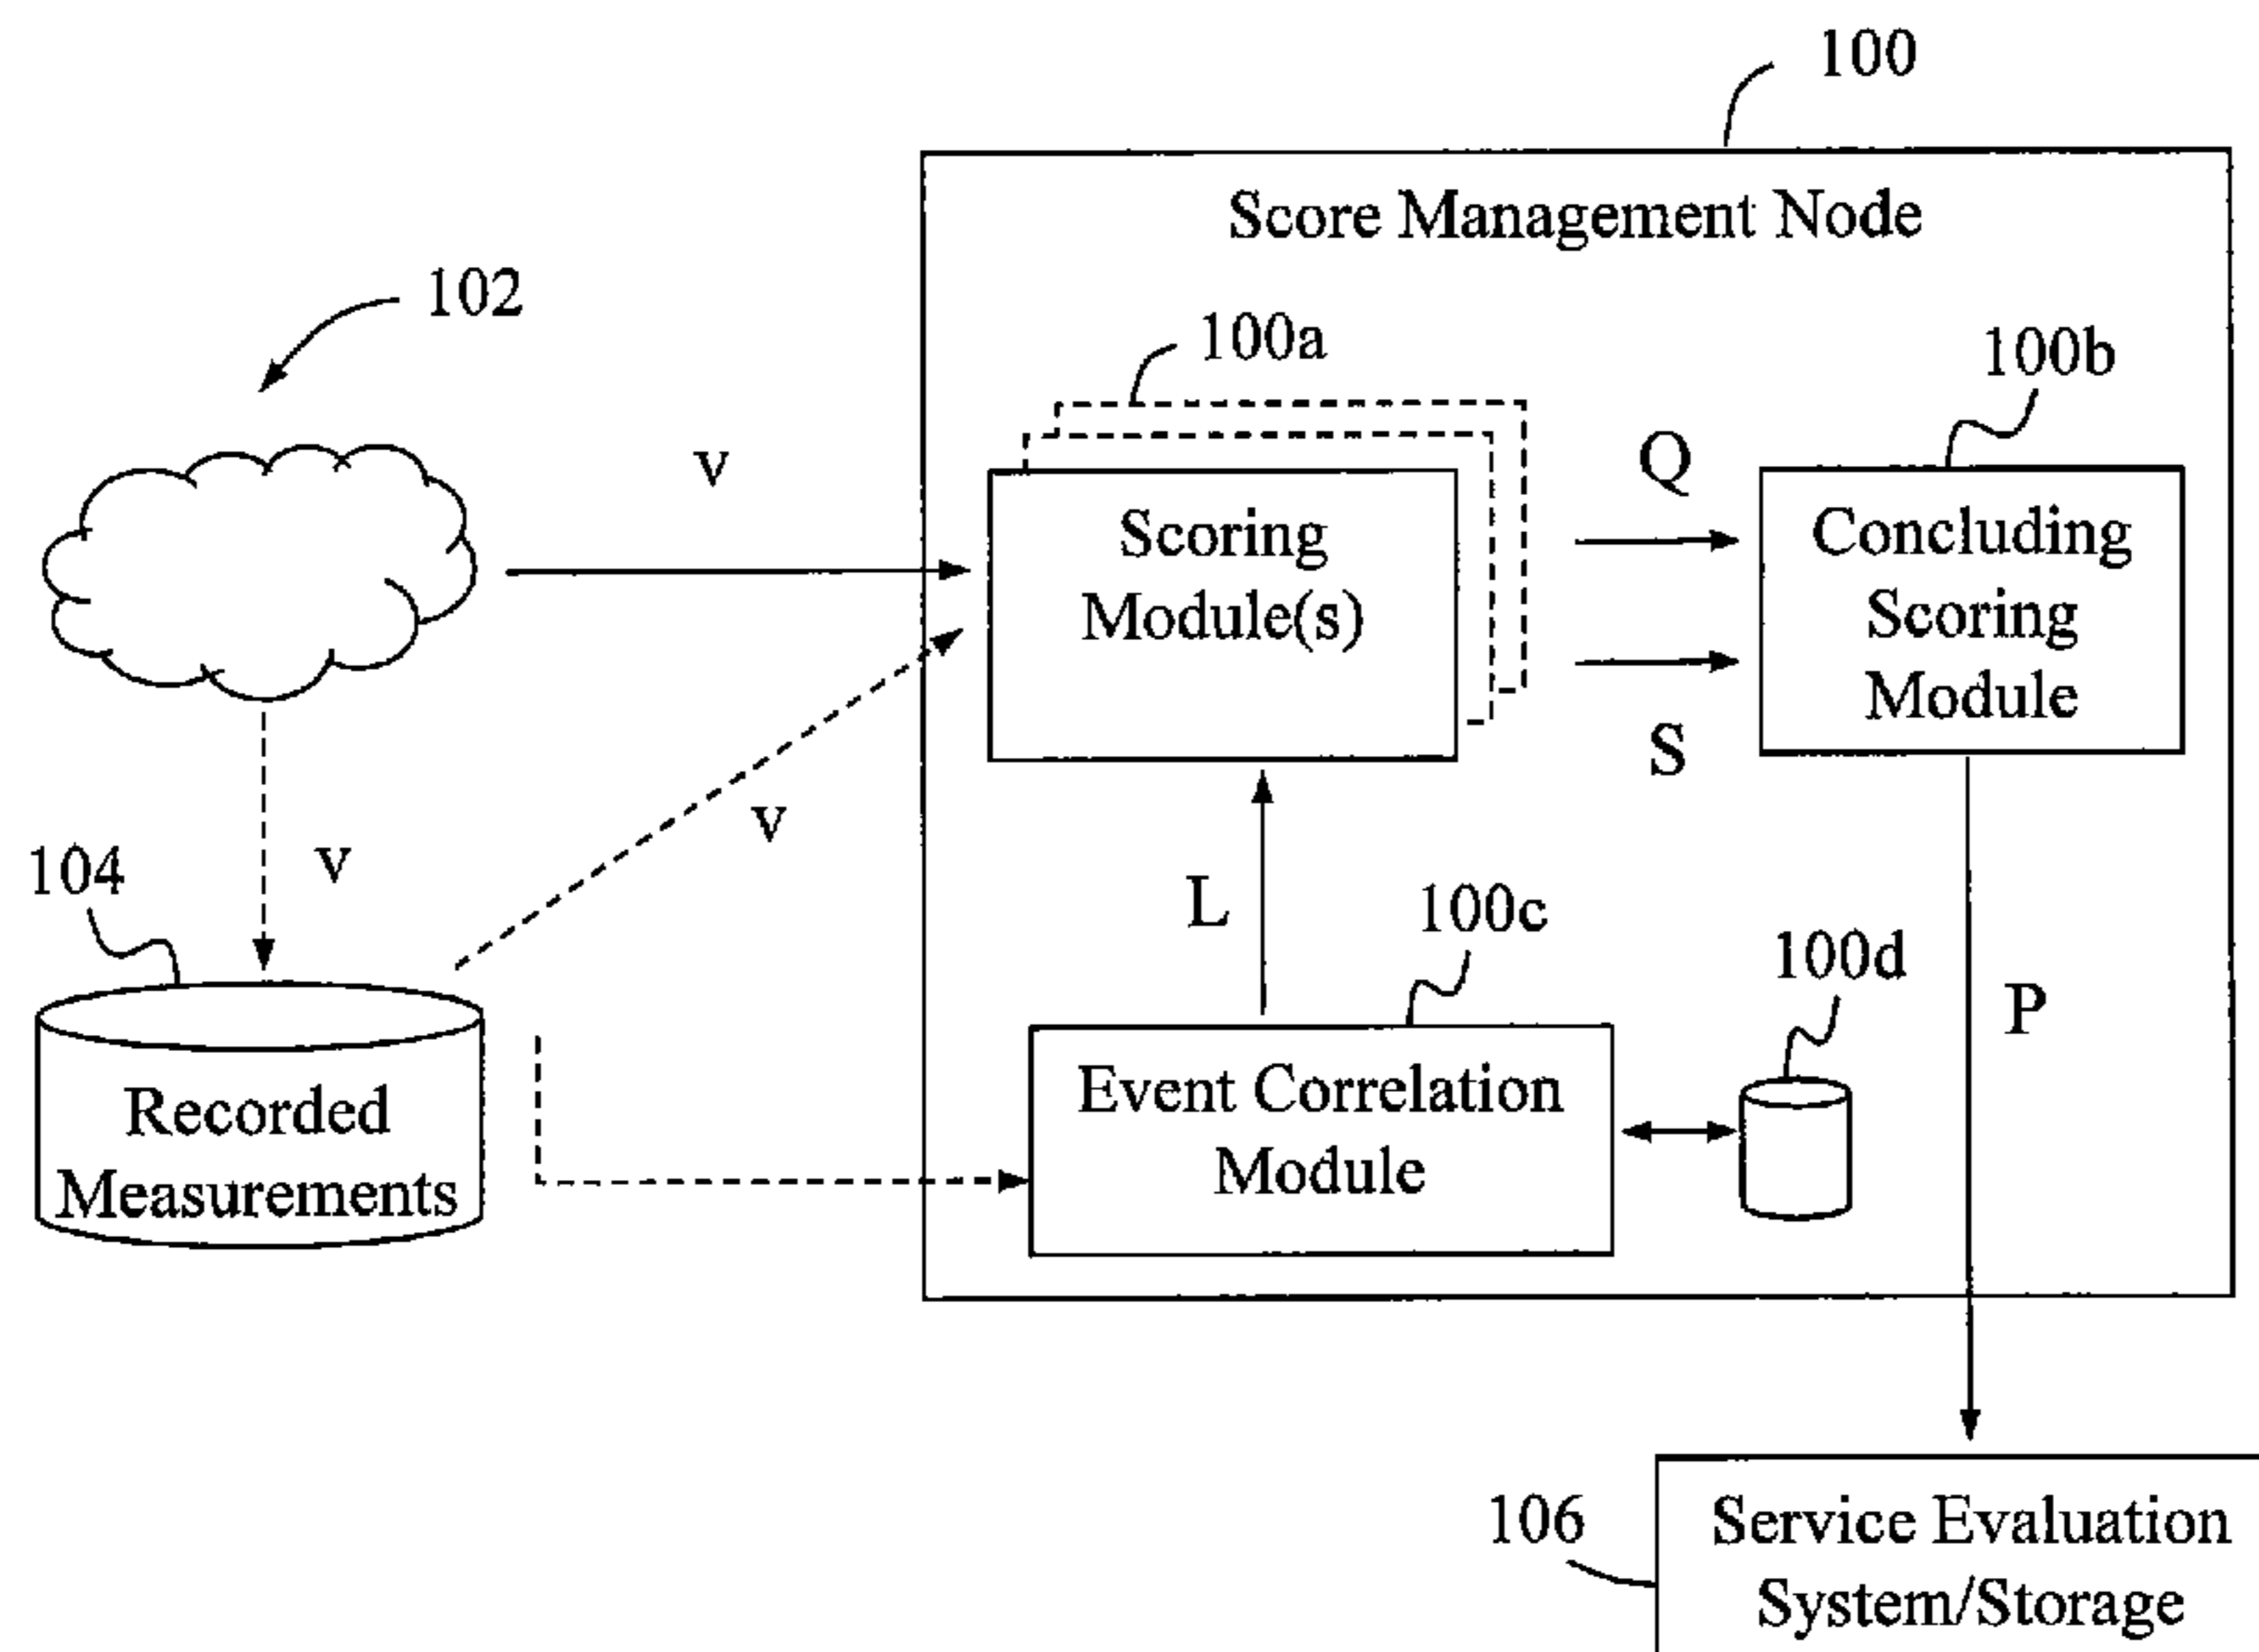 100
Score Management Node
102
100a
100b
v
Q
Scoring
Module(s)
Concluding
Scoring
Module
S
v
v
104
L
100c
100d
P
Recorded
Measurements
Event Correlation
Module
106
Service Evaluation
System/Storage